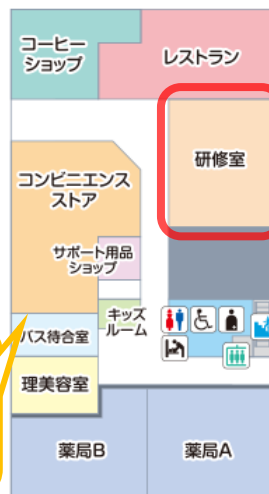 コーヒー
ショップ
レストラン
研修室
コンビニエンス
ストア
サポート用品
ショップ
キッズ
ルーム
バス待合室
理美容室
薬局B
薬局A